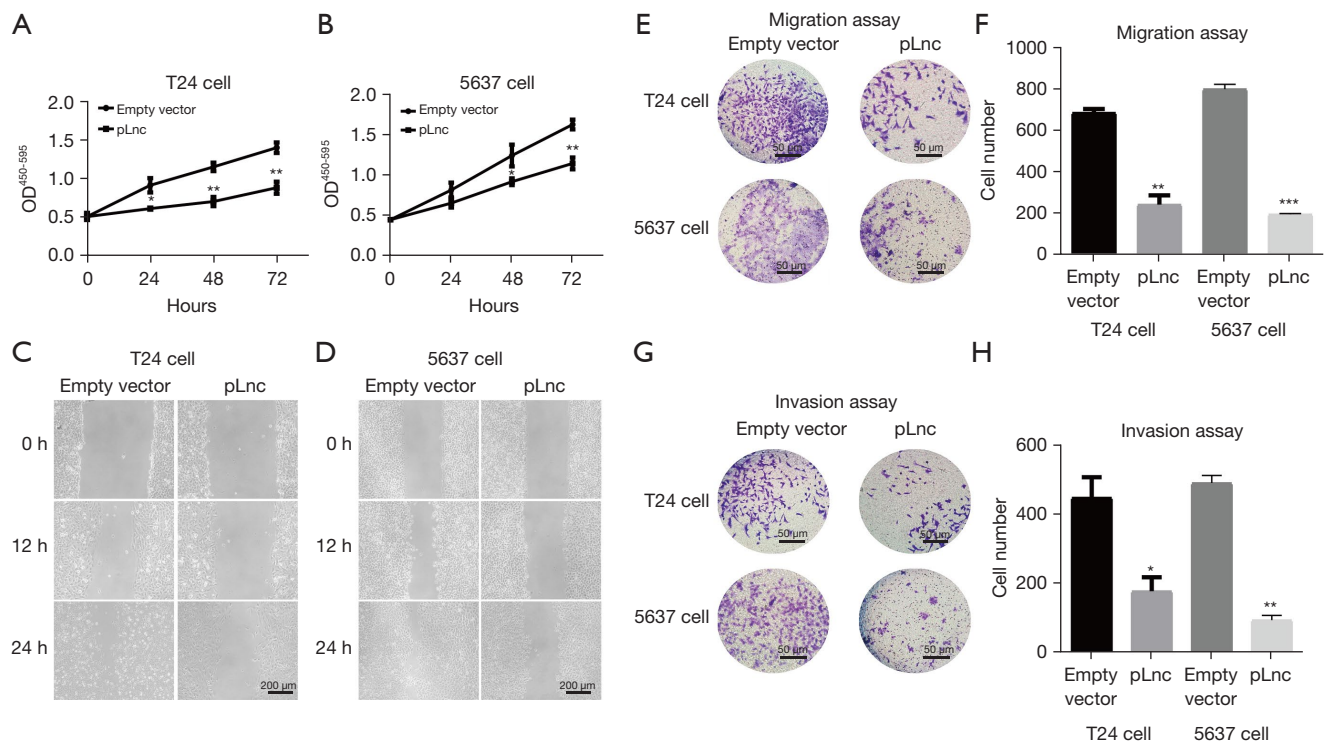 A
T24 cell
2.0
1.5
1.0
0.5
0.0
OD450-595
Empty vector
pLnc
*
**
**
0 24 48 72
Hours
B
5637 cell
2.0
1.5
1.0
0.5
0.0
OD450-595
Empty vector
pLnc
*
**
0 24 48 72
Hours
C
T24 cell
Empty vector pLnc
0 h
12 h
24 h
200 μm
D
5637 cell
Empty vector pLnc
0 h
12 h
24 h
200 μm
E
Migration assay
Empty vector pLnc
T24 cell
50 μm
50 μm
5637 cell
50 μm
50 μm
F
Migration assay
1000
800
600
400
200
0
Cell number
**
***
Empty vector
pLnc
Empty vector
pLnc
T24 cell 5637 cell
G
Invasion assay
Empty vector pLnc
T24 cell
50 μm
50 μm
5637 cell
50 μm
50 μm
H
Invasion assay
600
400
200
0
Cell number
*
**
Empty vector
pLnc
Empty vector
pLnc
T24 cell 5637 cell